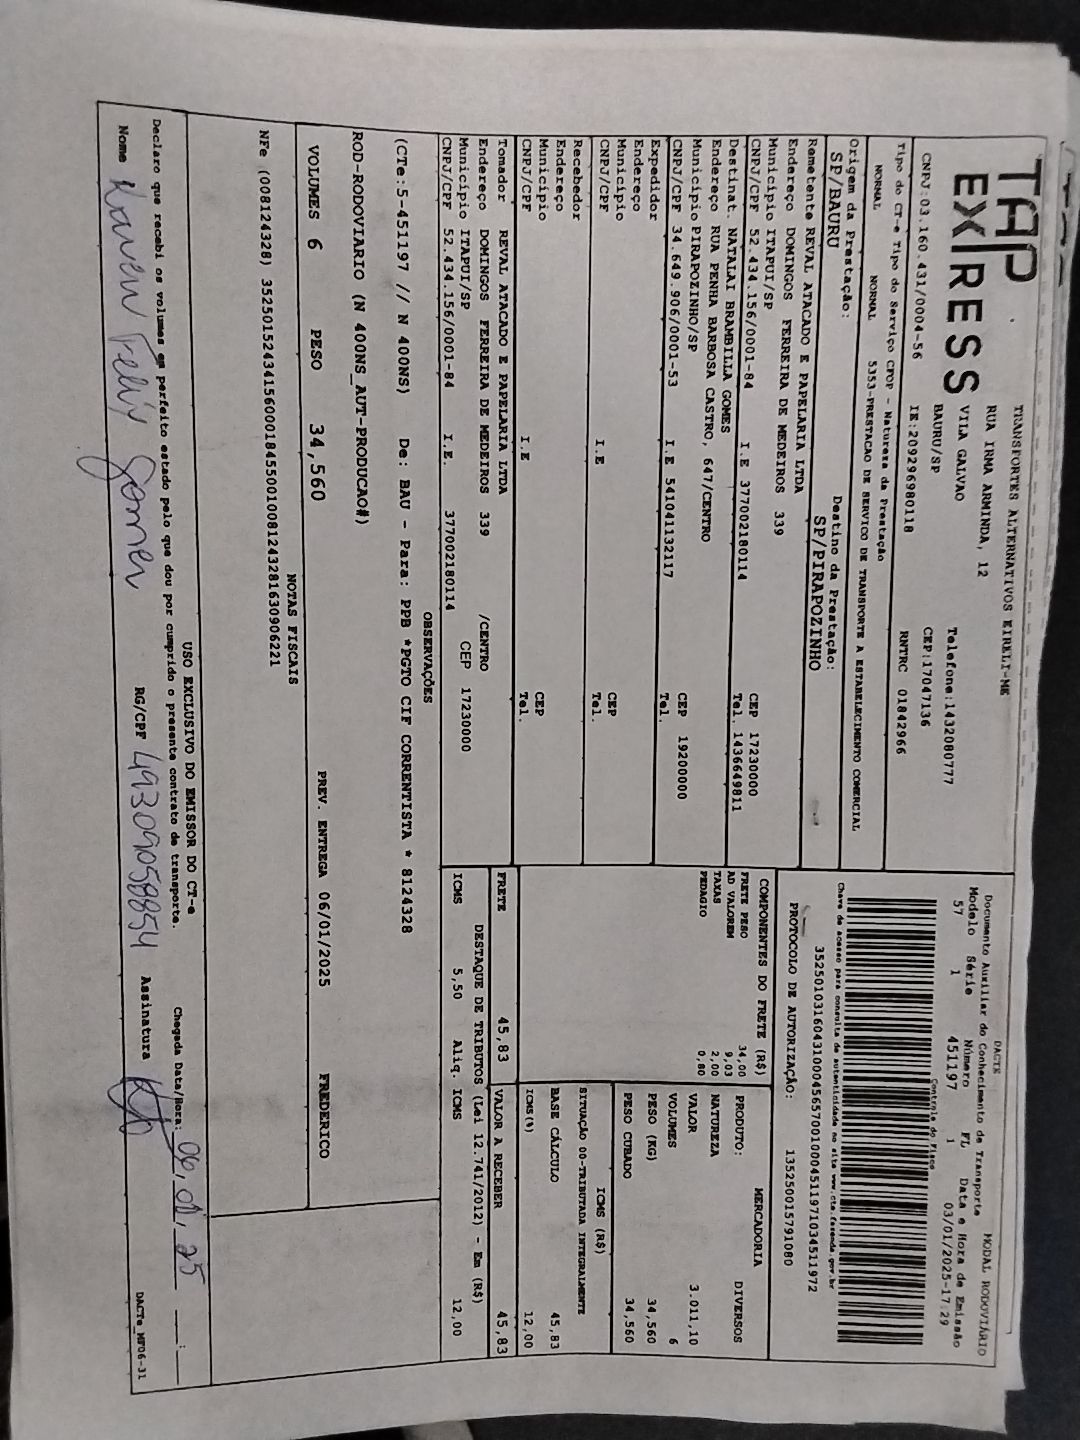 TAP
EXPRESS
TRANSPORTES ALTERNATIVOS EIRELI-ME
RUA IRMA ARMINDA, 12
VILA GALVAO
BAURU/SP
Telefone:1432080777
CEP:17047136
CNPJ:03.160.431/0004-56 IE:209296980118 RNTRC 01842966
Tipo do CT-e Tipo do Serviço CFOP - Natureza da Prestação
NORMAL NORMAL 5353-PRESTACAO DE SERVICO DE TRANSPORTE A ESTABELECIMENTO COMERCIAL
Origem da Prestação: Destino da Prestação:
SP/BAURU SP/PIRAPOZINHO
DACTE MODAL RODOVIÁRIO
Documento Auxiliar do Conhecimento de Transporte
Modelo Série Número FL Data e Hora de Emissão
57 1 451197 1 03/01/2025-17:29
Controle do Fisco
Chave de acesso para consulta de autenticidade no site www.cte.fazenda.gov.br
PROTOCOLO DE AUTORIZAÇÃO: 135250015791080
Remetente REVAL ATACADO E PAPELARIA LTDA
Endereço DOMINGOS FERREIRA DE MEDEIROS 339
Município ITAPUI/SP CEP 17230000
CNPJ/CPF 52.434.156/0001-84 I.E 377002180114 Tel. 1436649811
Destinat. NATALAI BRAMBILLA GOMES
Endereço RUA PENHA BARBOSA CASTRO, 647/CENTRO
Município PIRAPOZINHO/SP CEP 19200000
CNPJ/CPF 34.649.906/0001-53 I.E 541041132117 Tel.
Expedidor
Endereço
Município CEP
CNPJ/CPF I.E Tel.
Recebedor
Endereço
Município CEP
CNPJ/CPF I.E Tel.
Tomador REVAL ATACADO E PAPELARIA LTDA
Endereço DOMINGOS FERREIRA DE MEDEIROS 339 /CENTRO
Município ITAPUI/SP CEP 17230000
CNPJ/CPF 52.434.156/0001-84 I.E. 377002180114
COMPONENTES DO FRETE (R$)
FRETE PESO 34,00
AD VALOREM 9,03
TAXAS 2,00
PEDAGIO 0,80
MERCADORIA
PRODUTO: DIVERSOS
NATUREZA
VALOR 3.011,10
VOLUMES 6
PESO (KG) 34,560
PESO CUBADO 34,560
ICMS (R$)
SITUAÇÃO 00-TRIBUTADA INTEGRALMENTE
BASE CÁLCULO 45,83
ICMS(%) 12,00
FRETE 45,83 VALOR A RECEBER 45,83
DESTAQUE DE TRIBUTOS (Lei 12.741/2012) - Em (R$)
ICMS 5,50 Aliq. ICMS 12,00
OBSERVAÇÕES
(CTe:5-451197 // N 400NS) De: BAU - Para: PPB *PGTO CIF CORRENTISTA * 8124328
ROD-RODOVIARIO (N 400NS_AUT-PRODUCAO#)
VOLUMES 6 PESO 34,560 PREV. ENTREGA 06/01/2025 FREDERICO
NOTAS FISCAIS
NFe (008124328) 35250152434156000184550010081243281630906221
USO EXCLUSIVO DO EMISSOR DO CT-e
Declaro que recebi os volumes em perfeito estado pelo que dou por cumprido o presente contrato de transporte. Chegada Data/Hora: 06/01/25
Nome Kauen Felix Gomes RG/CPF 49309058854 Assinatura
DACTe_MF06-31